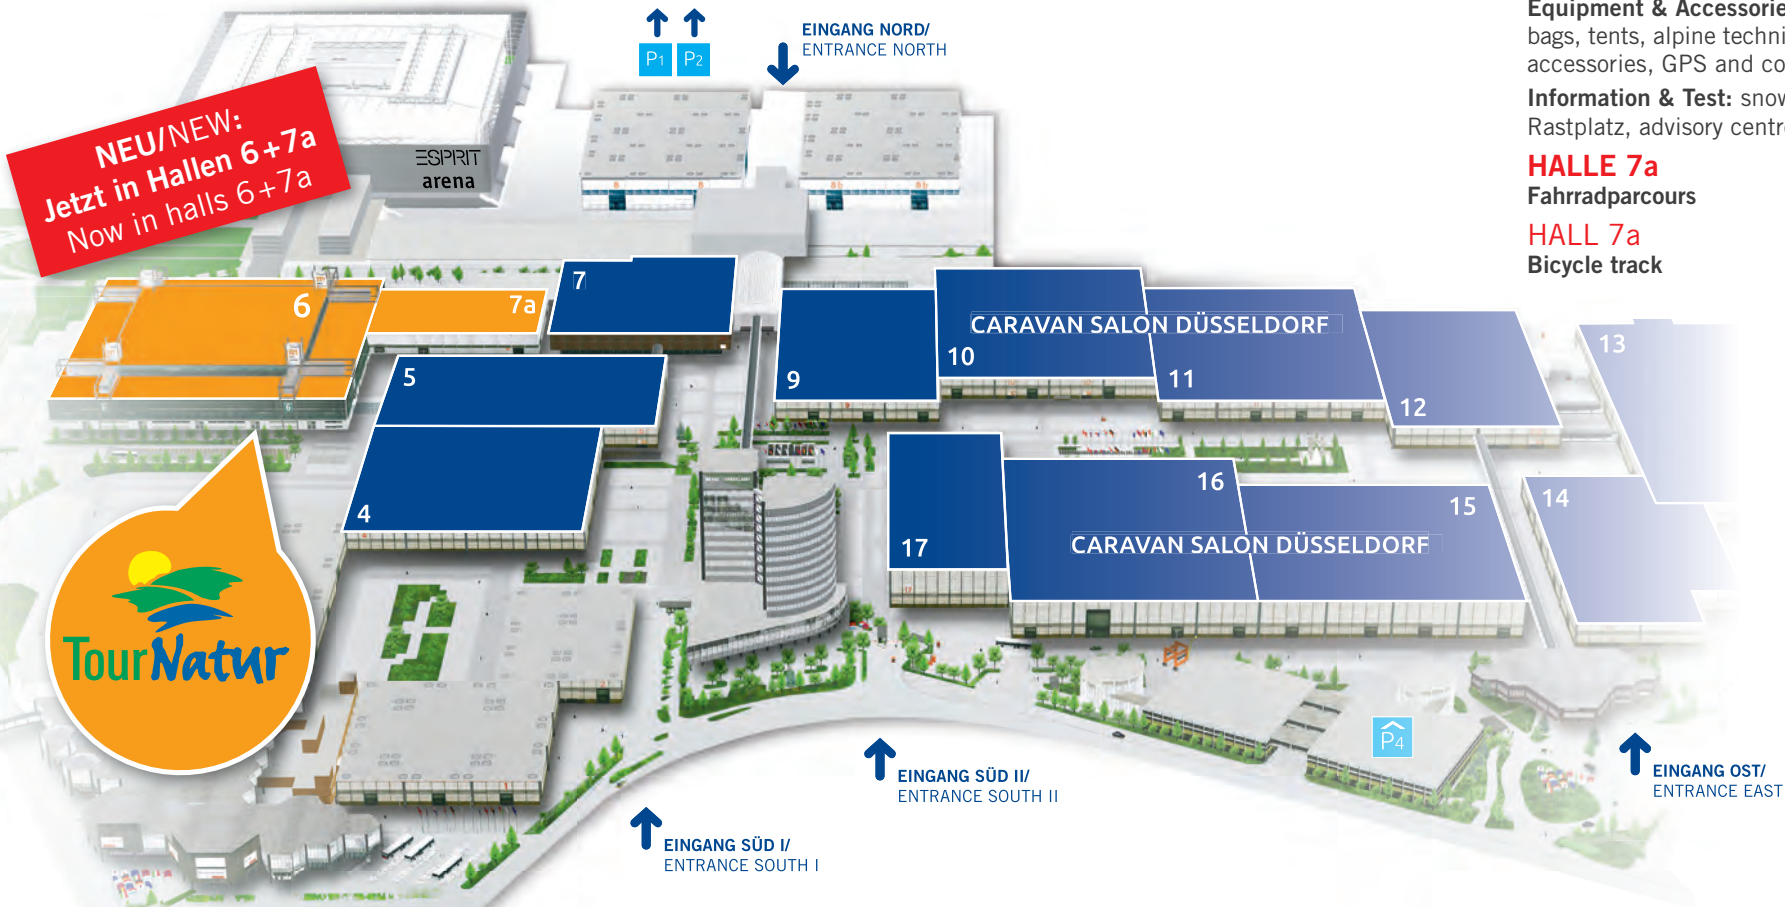 P1 P2
EINGANG NORD/
ENTRANCE NORTH
Equipment & Accessorie
bags, tents, alpine techni
accessories, GPS and co
Information & Test: snow
Rastplatz, advisory centr
HALLE 7a
Fahrradparcours
HALL 7a
Bicycle track
NEU/NEW:
Jetzt in Hallen 6+7a
Now in halls 6+7a
ESPRIT
arena
8 8 8b 8b
6
7a
7
5
4
9
10
CARAVAN SALON DÜSSELDORF
11
12
13
17
16
15
14
CARAVAN SALON DÜSSELDORF
TourNatur
P4
EINGANG SÜD II/
ENTRANCE SOUTH II
EINGANG OST/
ENTRANCE EAST
EINGANG SÜD I/
ENTRANCE SOUTH I